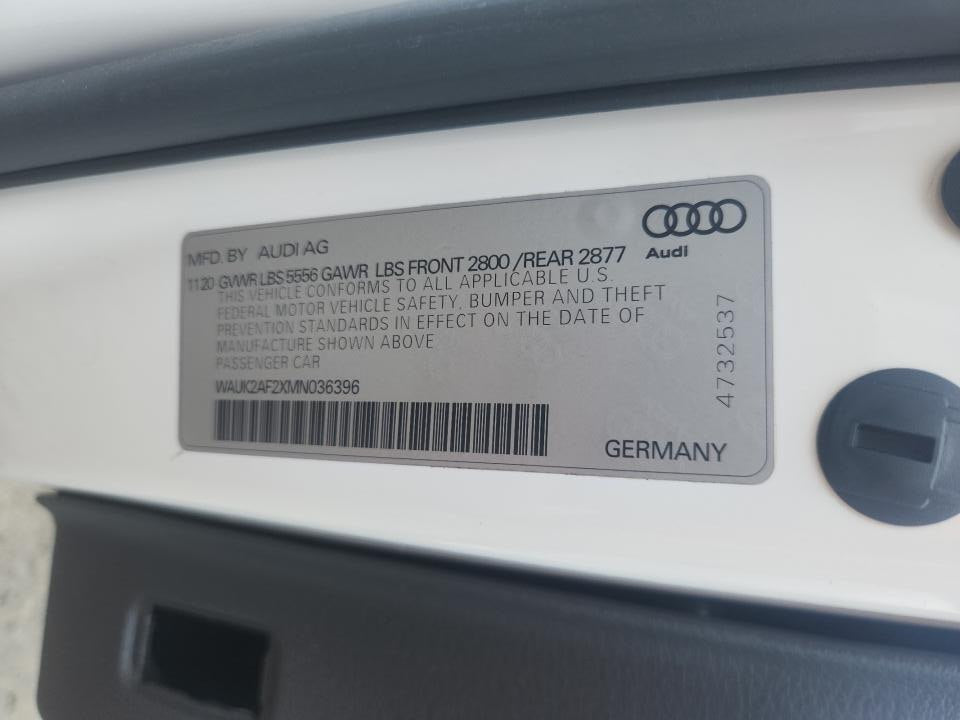 MFD. BY AUDI AG
Audi
1120 GVWR LBS 5556 GAWR LBS FRONT 2800 /REAR 2877
THIS VEHICLE CONFORMS TO ALL APPLICABLE U.S.
FEDERAL MOTOR VEHICLE SAFETY, BUMPER AND THEFT
PREVENTION STANDARDS IN EFFECT ON THE DATE OF
MANUFACTURE SHOWN ABOVE
PASSENGER CAR
WAUK2AF2XMN036396
GERMANY
4732537